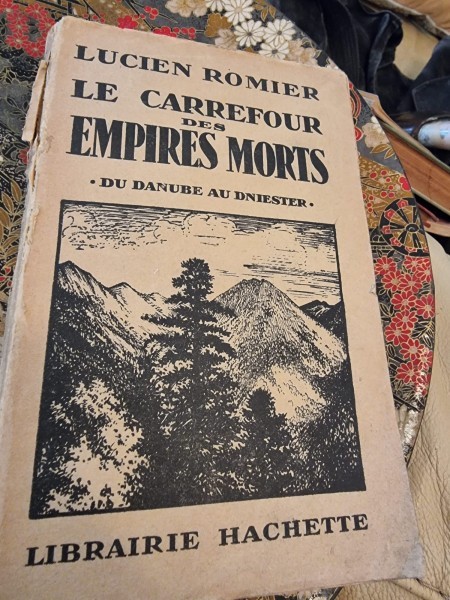 LUCIEN ROMIER
LE CARREFOUR
DES
EMPIRES MORTS
· DU DANUBE AU DNIESTER ·
LIBRAIRIE HACHETTE